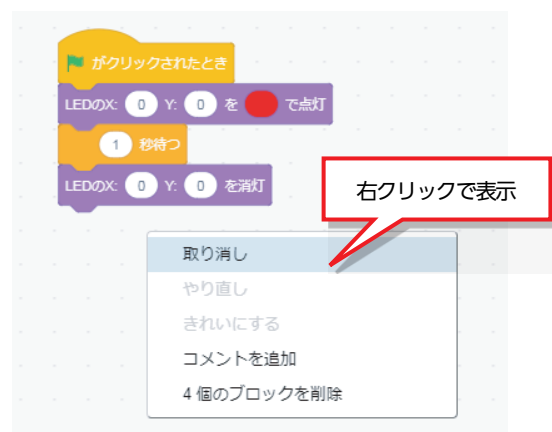 がクリックされたとき
LEDのX: 0 Y: 0 を で点灯
1 秒待つ
LEDのX: 0 Y: 0 を消灯
右クリックで表示
取り消し
やり直し
きれいにする
コメントを追加
4 個のブロックを削除